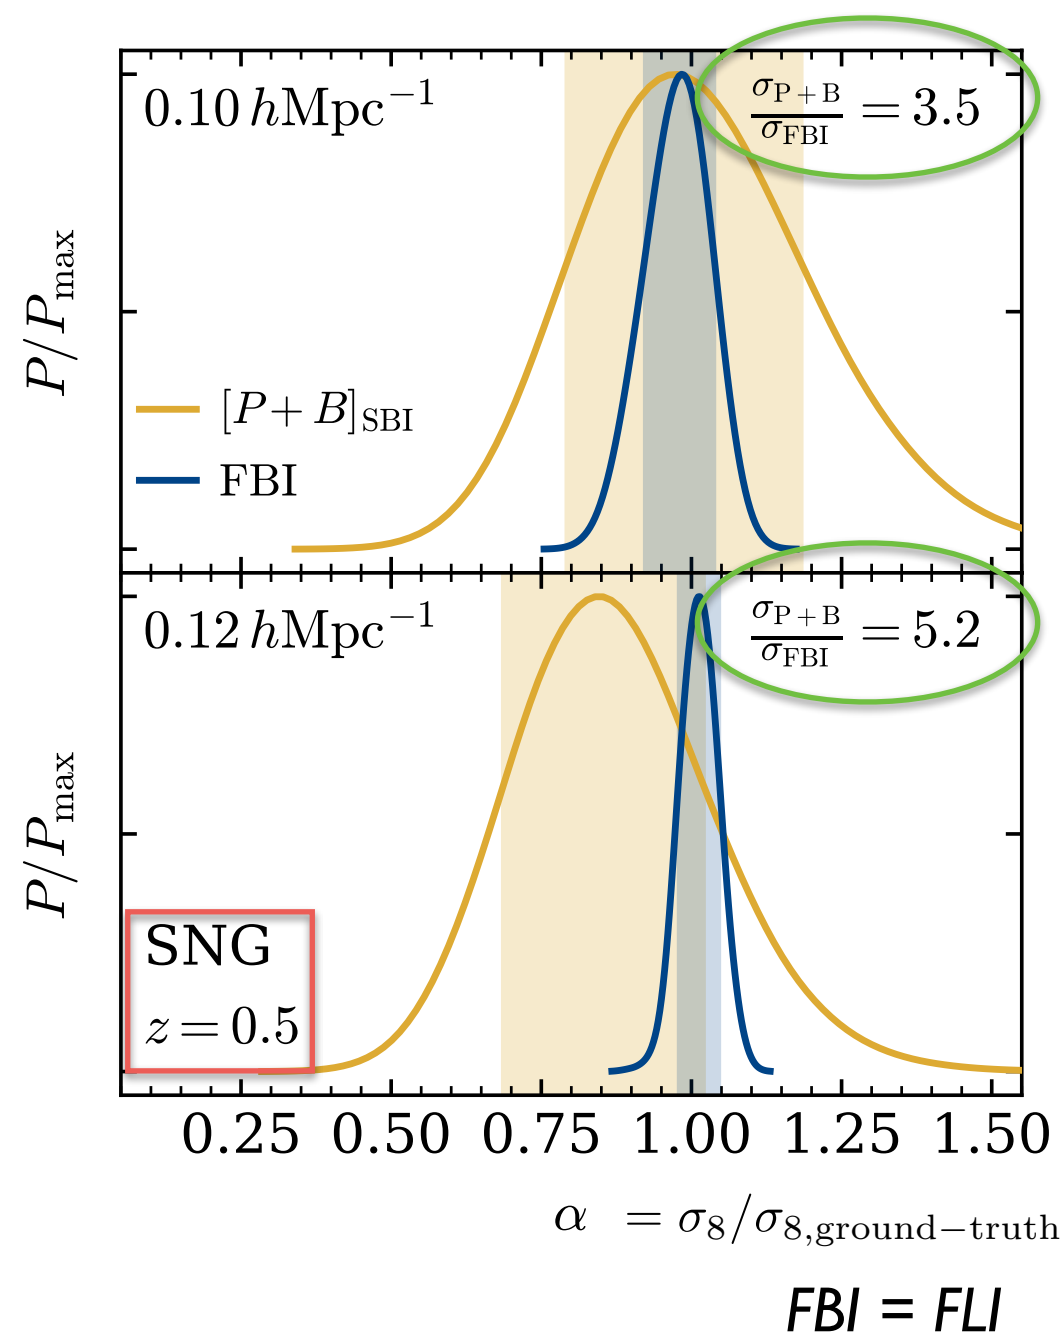 0.10 hMpc⁻¹
σ_P+B / σ_FBI = 3.5
P/P_max
[P + B]_SBI
FBI
0.12 hMpc⁻¹
σ_P+B / σ_FBI = 5.2
P/P_max
SNG
z = 0.5
0.25 0.50 0.75 1.00 1.25 1.50
α = σ₈/σ₈,ground−truth
FBI = FLI